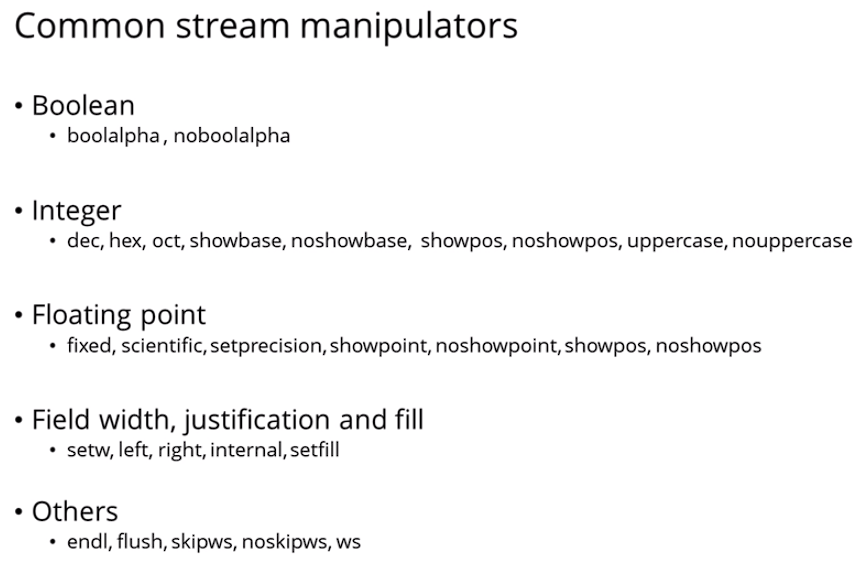 Common stream manipulators
• Boolean
• boolalpha, noboolalpha
• Integer
• dec, hex, oct, showbase, noshowbase, showpos, noshowpos, uppercase, nouppercase
• Floating point
• fixed, scientific, setprecision, showpoint, noshowpoint, showpos, noshowpos
• Field width, justification and fill
• setw, left, right, internal, setfill
• Others
• endl, flush, skipws, noskipws, ws